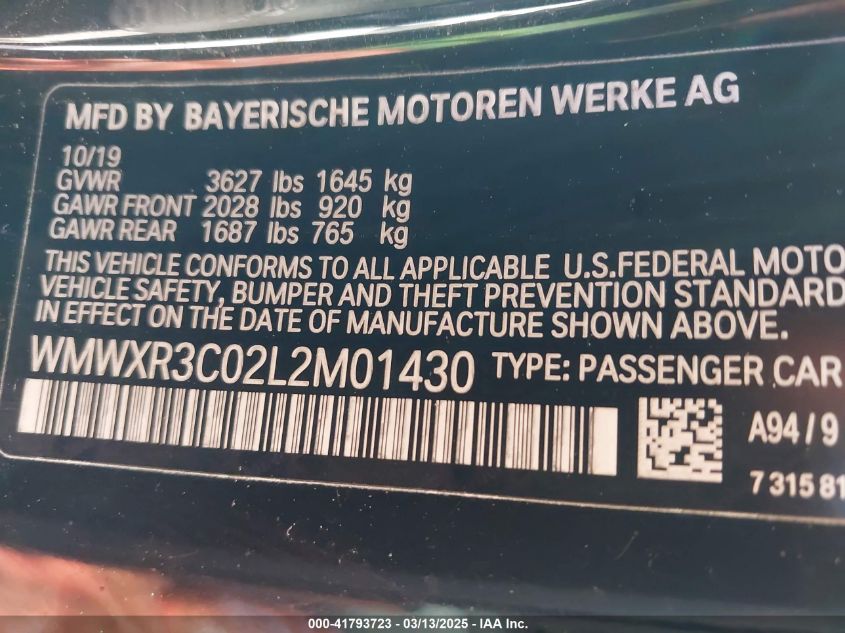 MFD BY BAYERISCHE MOTOREN WERKE AG
10/19
GVWR 3627 lbs 1645 kg
GAWR FRONT 2028 lbs 920 kg
GAWR REAR 1687 lbs 765 kg
THIS VEHICLE CONFORMS TO ALL APPLICABLE U.S.FEDERAL MOTO
VEHICLE SAFETY, BUMPER AND THEFT PREVENTION STANDARD
IN EFFECT ON THE DATE OF MANUFACTURE SHOWN ABOVE.
WMWXR3C02L2M01430 TYPE: PASSENGER CAR
A94/9
7 315 81
000-41793723 — 03/13/2025 — IAA Inc.